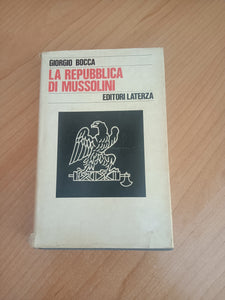 GIORGIO BOCCA
LA REPUBBLICA
DI MUSSOLINI
EDITORI LATERZA